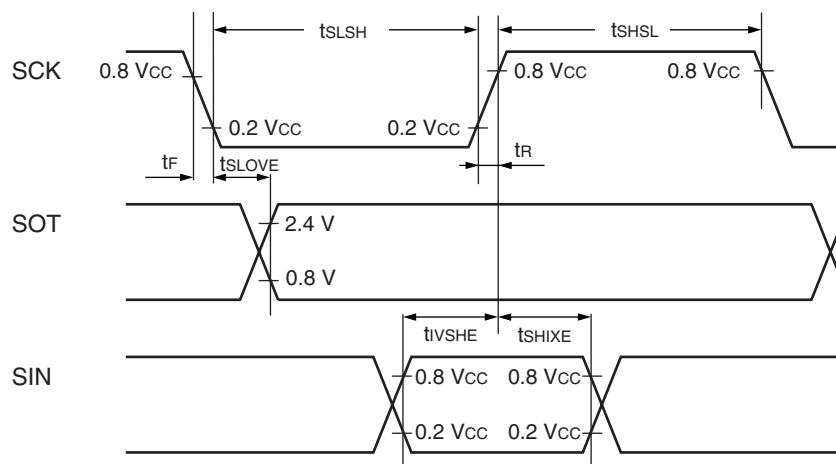 tSLSH tSHSL
SCK
0.8 VCC 0.8 VCC 0.8 VCC
0.2 VCC 0.2 VCC
tF tSLOVE tR
SOT
2.4 V
0.8 V
tIVSHE tSHIXE
SIN
0.8 VCC 0.8 VCC
0.2 VCC 0.2 VCC